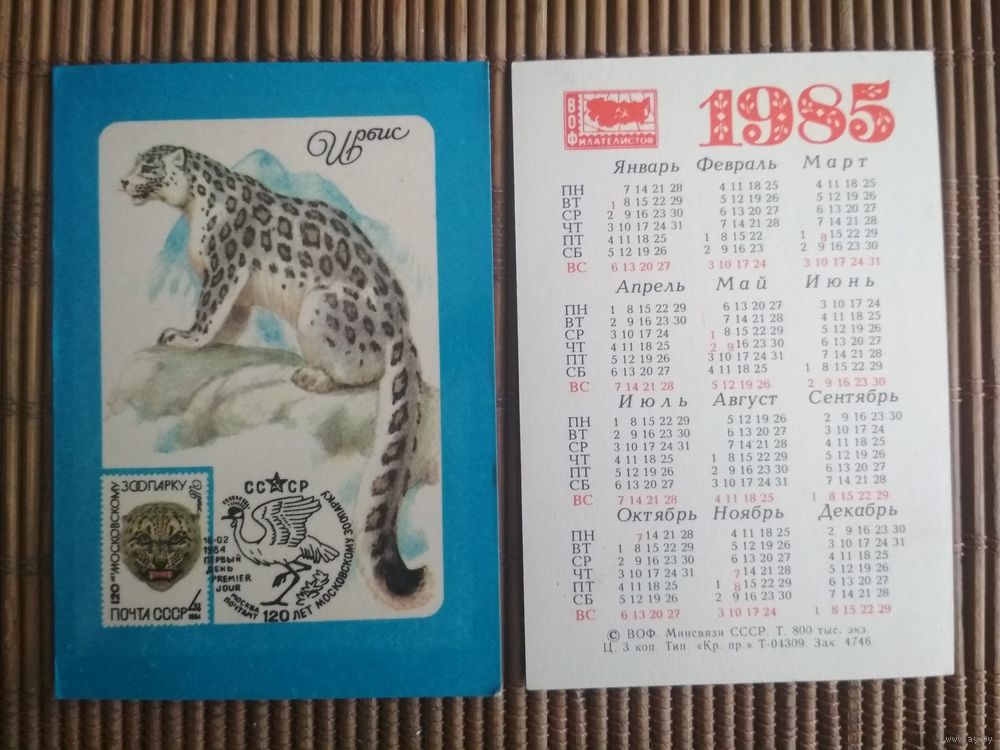 Ирбис
120 лет МОСКОВСКОМУ ЗООПАРКУ
Ирбис
ПОЧТА СССР 4К
1984
16-02
1984
ПЕРВЫЙ
ДЕНЬ
PREMIER
JOUR
СССР
МОСКВА
ПОЧТАМТ
120 ЛЕТ МОСКОВСКОМУ ЗООПАРКУ
ВОФ
ФИЛАТЕЛИСТОВ
1985
Январь Февраль Март
ПН 7 14 21 28 4 11 18 25 4 11 18 25
ВТ 1 8 15 22 29 5 12 19 26 5 12 19 26
СР 2 9 16 23 30 6 13 20 27 6 13 20 27
ЧТ 3 10 17 24 31 7 14 21 28 7 14 21 28
ПТ 4 11 18 25 1 8 15 22 1 8 15 22 29
СБ 5 12 19 26 2 9 16 23 2 9 16 23 30
ВС 6 13 20 27 3 10 17 24 3 10 17 24 31
Апрель Май Июнь
ПН 1 8 15 22 29 6 13 20 27 3 10 17 24
ВТ 2 9 16 23 30 7 14 21 28 4 11 18 25
СР 3 10 17 24 1 8 15 22 29 5 12 19 26
ЧТ 4 11 18 25 2 9 16 23 30 6 13 20 27
ПТ 5 12 19 26 3 10 17 24 31 7 14 21 28
СБ 6 13 20 27 4 11 18 25 1 8 15 22 29
ВС 7 14 21 28 5 12 19 26 2 9 16 23 30
Июль Август Сентябрь
ПН 1 8 15 22 29 5 12 19 26 2 9 16 23 30
ВТ 2 9 16 23 30 6 13 20 27 3 10 17 24
СР 3 10 17 24 31 7 14 21 28 4 11 18 25
ЧТ 4 11 18 25 1 8 15 22 29 5 12 19 26
ПТ 5 12 19 26 2 9 16 23 30 6 13 20 27
СБ 6 13 20 27 3 10 17 24 31 7 14 21 28
ВС 7 14 21 28 4 11 18 25 1 8 15 22 29
Октябрь Ноябрь Декабрь
ПН 7 14 21 28 4 11 18 25 2 9 16 23 30
ВТ 1 8 15 22 29 5 12 19 26 3 10 17 24 31
СР 2 9 16 23 30 6 13 20 27 4 11 18 25
ЧТ 3 10 17 24 31 7 14 21 28 5 12 19 26
ПТ 4 11 18 25 1 8 15 22 29 6 13 20 27
СБ 5 12 19 26 2 9 16 23 30 7 14 21 28
ВС 6 13 20 27 3 10 17 24 1 8 15 22 29
© ВОФ. Минсвязи СССР. Т. 800 тыс. экз.
Ц. 3 коп. Тип. «Кр. пр.» Т-04309. Зак. 4746
www.ay.by